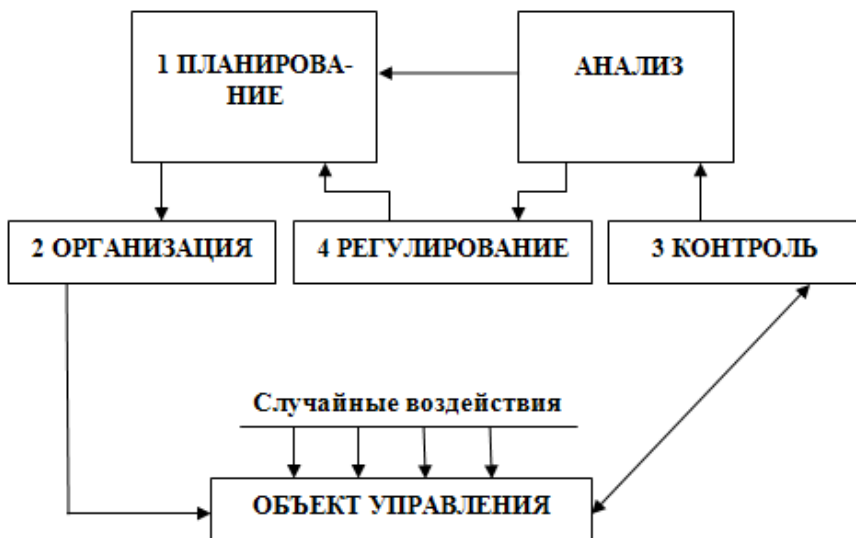 1 ПЛАНИРОВА-
НИЕ
АНАЛИЗ
2 ОРГАНИЗАЦИЯ
4 РЕГУЛИРОВАНИЕ
3 КОНТРОЛЬ
Случайные воздействия
ОБЪЕКТ УПРАВЛЕНИЯ